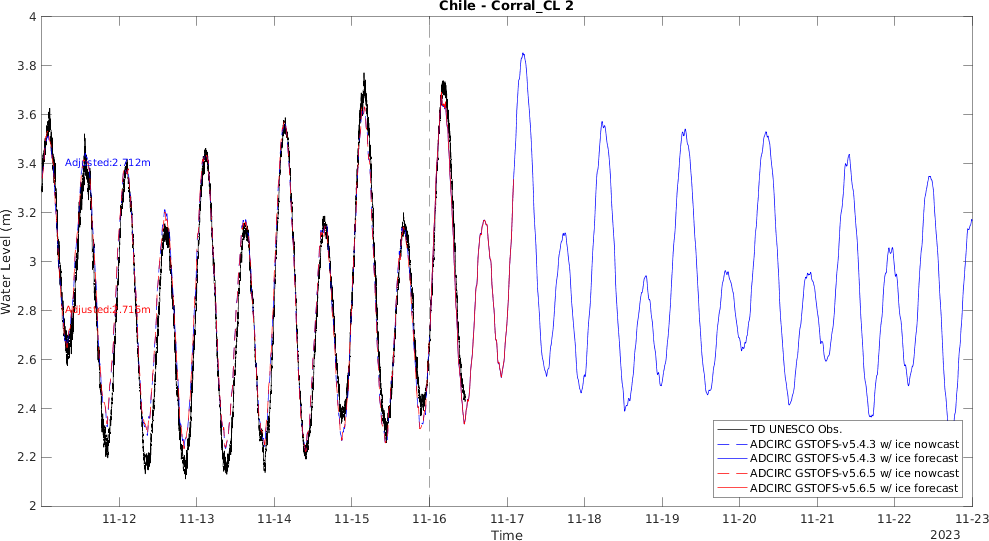 Chile - Corral_CL 2
4
3.8
3.6
3.4
3.2
3
2.8
2.6
2.4
2.2
2
Water Level (m)
Adjusted:2.712m
Adjusted:2.716m
11-12
11-13
11-14
11-15
11-16
11-17
11-18
11-19
11-20
11-21
11-22
11-23
Time
2023
TD UNESCO Obs.
ADCIRC GSTOFS-v5.4.3 w/ ice nowcast
ADCIRC GSTOFS-v5.4.3 w/ ice forecast
ADCIRC GSTOFS-v5.6.5 w/ ice nowcast
ADCIRC GSTOFS-v5.6.5 w/ ice forecast